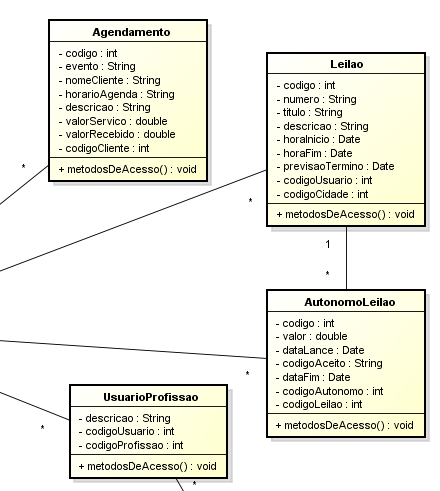 Agendamento
- codigo : int
- evento : String
- nomeCliente : String
- horarioAgenda : String
- descricao : String
- valorServico : double
- valorRecebido : double
- codigoCliente : int
+ metodosDeAcesso() : void
*
Leilao
- codigo : int
- numero : String
- titulo : String
- descricao : String
- horaInicio : Date
- horaFim : Date
- previsaoTermino : Date
- codigoUsuario : int
- codigoCidade : int
+ metodosDeAcesso() : void
*
1
*
AutonomoLeilao
- codigo : int
- valor : double
- dataLance : Date
- codigoAceito : String
- dataFim : Date
- codigoAutonomo : int
- codigoLeilao : int
+ metodosDeAcesso() : void
*
UsuarioProfissao
- descricao : String
- codigoUsuario : int
- codigoProfissao : int
+ metodosDeAcesso() : void
*
*